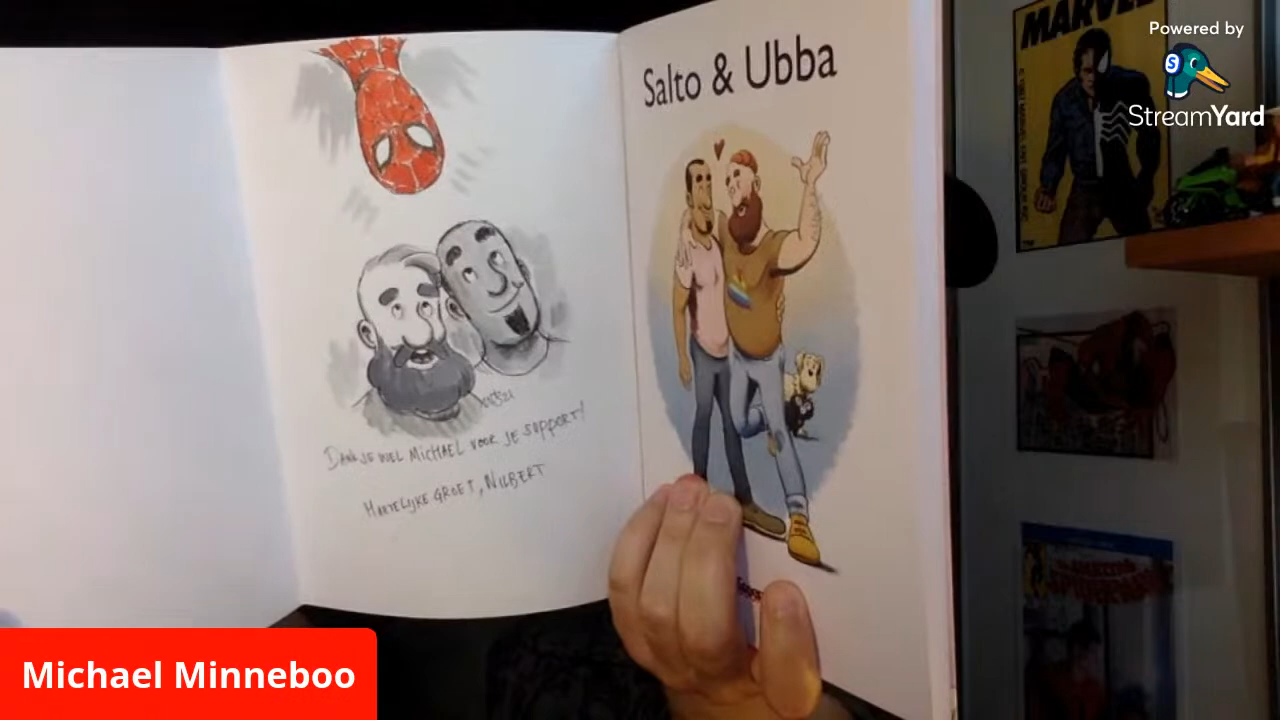 MARVEL
Powered by
StreamYard
Salto & Ubba
DANK JE WEL MICHAEL VOOR JE SUPPORT!
HARTELIJKE GROET, NILBERT
Michael Minneboo